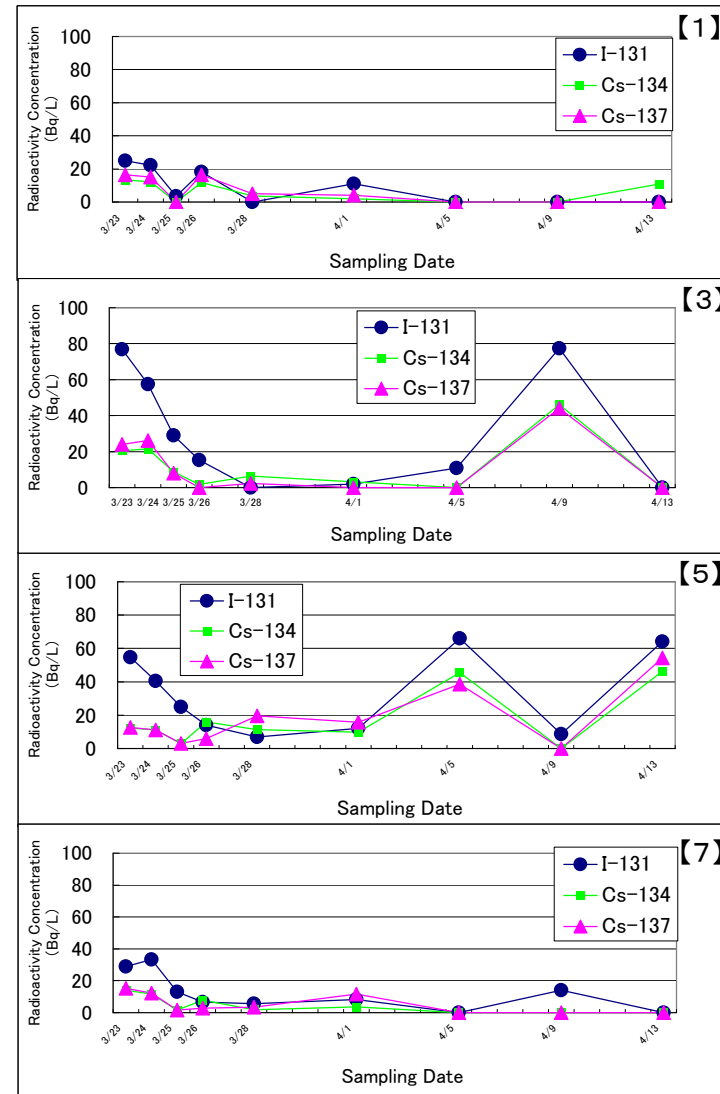 【1】
Radioactivity Concentration
(Bq/L)
100
80
60
40
20
0
I-131
Cs-134
Cs-137
3/23
3/24
3/25
3/26
3/28
4/1
4/5
4/9
4/13
Sampling Date
【3】
Radioactivity Concentration
(Bq/L)
100
80
60
40
20
0
I-131
Cs-134
Cs-137
3/23
3/24
3/25
3/26
3/28
4/1
4/5
4/9
4/13
Sampling Date
【5】
Radioactivity Concentration
(Bq/L)
100
80
60
40
20
0
I-131
Cs-134
Cs-137
3/23
3/24
3/25
3/26
3/28
4/1
4/5
4/9
4/13
Sampling Date
【7】
Radioactivity Concentration
(Bq/L)
100
80
60
40
20
0
I-131
Cs-134
Cs-137
3/23
3/24
3/25
3/26
3/28
4/1
4/5
4/9
4/13
Sampling Date